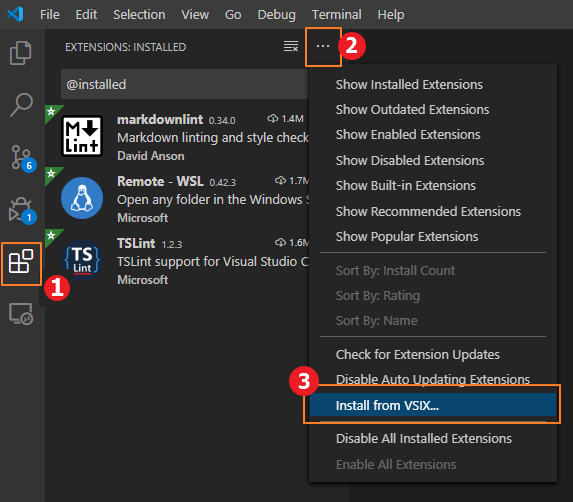 File Edit Selection View Go Debug Terminal Help
EXTENSIONS: INSTALLED
2
@installed
markdownlint 0.34.0 1.4M
Markdown linting and style check
David Anson
M
Lint
Remote - WSL 0.42.3 1.7M
Open any folder in the Windows S
Microsoft
6
1
TSLint 1.2.3 1.6M
TSLint support for Visual Studio C
Microsoft
TS
Lint
1
Show Installed Extensions
Show Outdated Extensions
Show Enabled Extensions
Show Disabled Extensions
Show Built-in Extensions
Show Recommended Extensions
Show Popular Extensions
Sort By: Install Count
Sort By: Rating
Sort By: Name
Check for Extension Updates
Disable Auto Updating Extensions
3
Install from VSIX...
Disable All Installed Extensions
Enable All Extensions